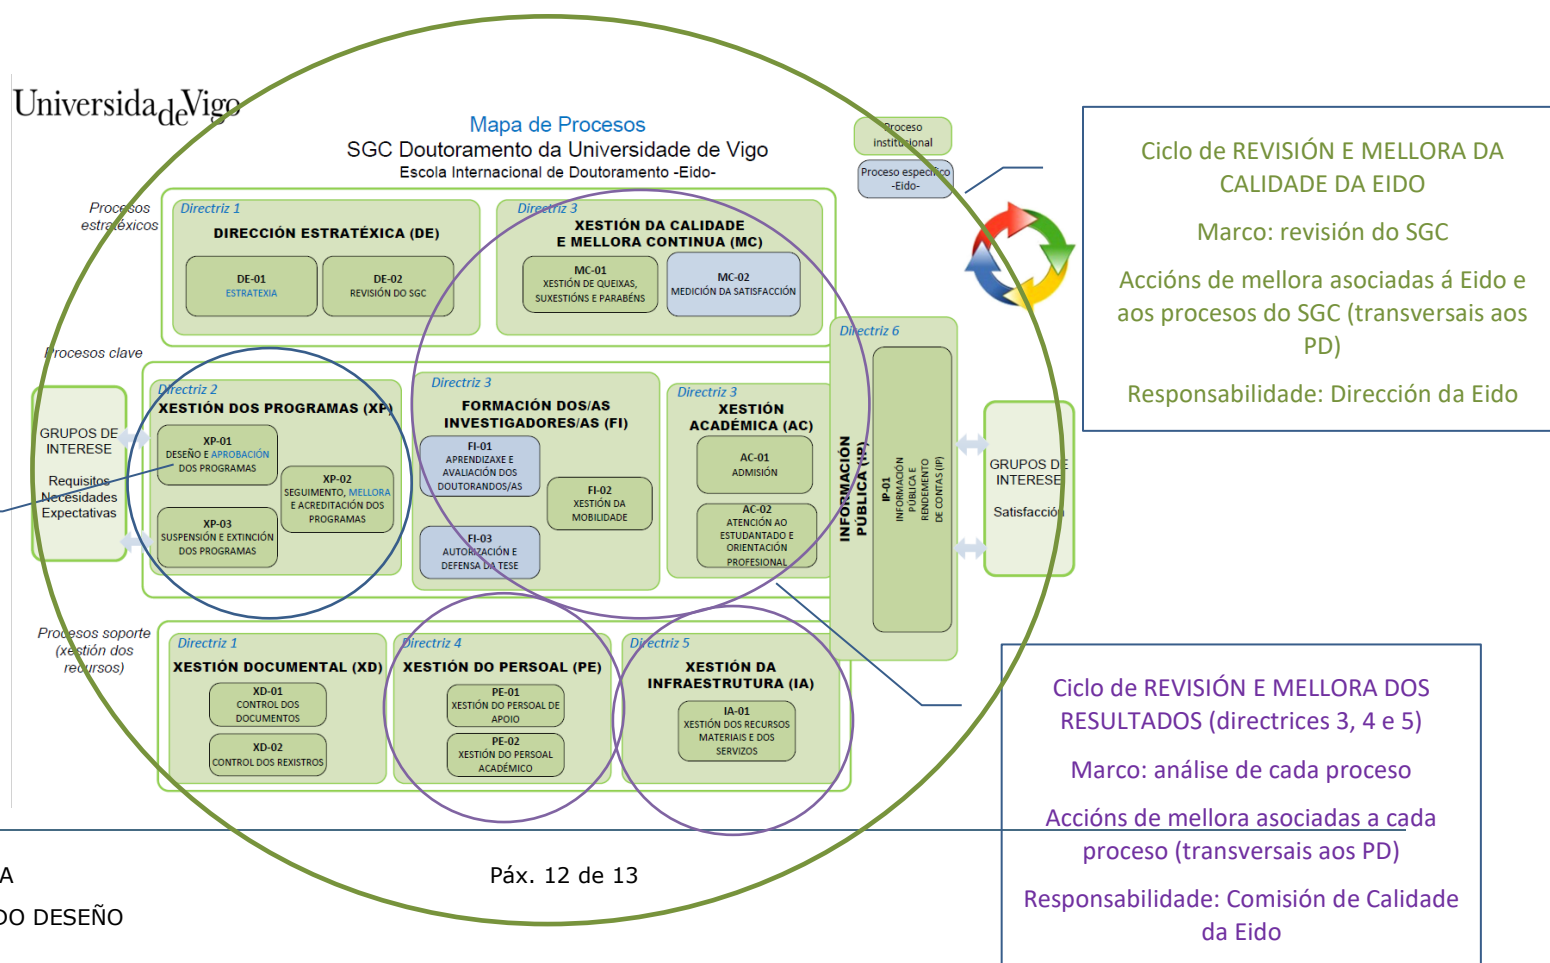 UniversidadeVigo
Mapa de Procesos
SGC Doutoramento da Universidade de Vigo
Escola Internacional de Doutoramento -Eido-
Proceso
institucional
Proceso específico
-Eido-
Procesos
estratéxicos
Directriz 1
DIRECCIÓN ESTRATÉXICA (DE)
DE-01
ESTRATEXIA
DE-02
REVISIÓN DO SGC
Directriz 3
XESTIÓN DA CALIDADE
E MELLORA CONTINUA (MC)
MC-01
XESTIÓN DE QUEIXAS,
SUXESTIÓNS E PARABÉNS
MC-02
MEDICIÓN DA SATISFACCIÓN
Procesos clave
GRUPOS DE
INTERESE
Requisitos
Necesidades
Expectativas
Directriz 2
XESTIÓN DOS PROGRAMAS (XP)
XP-01
DESEÑO E APROBACIÓN
DOS PROGRAMAS
XP-02
SEGUIMENTO, MELLORA
E ACREDITACIÓN DOS
PROGRAMAS
XP-03
SUSPENSIÓN E EXTINCIÓN
DOS PROGRAMAS
Directriz 3
FORMACIÓN DOS/AS
INVESTIGADORES/AS (FI)
FI-01
APRENDIZAXE E
AVALIACIÓN DOS
DOUTORANDOS/AS
FI-02
XESTIÓN DA
MOBILIDADE
FI-03
AUTORIZACIÓN E
DEFENSA DA TESE
Directriz 3
XESTIÓN
ACADÉMICA (AC)
AC-01
ADMISIÓN
AC-02
ATENCIÓN AO
ESTUDANTADO E
ORIENTACIÓN
PROFESIONAL
Directriz 6
INFORMACIÓN
PÚBLICA (IP)
IP-01
INFORMACIÓN
PÚBLICA E
RENDEMENTO
DE CONTAS (IP)
GRUPOS DE
INTERESE
Satisfacción
Procesos soporte
(xestión dos
recursos)
Directriz 1
XESTIÓN DOCUMENTAL (XD)
XD-01
CONTROL DOS
DOCUMENTOS
XD-02
CONTROL DOS REXISTROS
Directriz 4
XESTIÓN DO PERSOAL (PE)
PE-01
XESTIÓN DO PERSOAL DE
APOIO
PE-02
XESTIÓN DO PERSOAL
ACADÉMICO
Directriz 5
XESTIÓN DA
INFRAESTRUTURA (IA)
IA-01
XESTIÓN DOS RECURSOS
MATERIAIS E DOS
SERVIZOS
Ciclo de REVISIÓN E MELLORA DA
CALIDADE DA EIDO
Marco: revisión do SGC
Accións de mellora asociadas á Eido e
aos procesos do SGC (transversais aos
PD)
Responsabilidade: Dirección da Eido
Ciclo de REVISIÓN E MELLORA DOS
RESULTADOS (directrices 3, 4 e 5)
Marco: análise de cada proceso
Accións de mellora asociadas a cada
proceso (transversais aos PD)
Responsabilidade: Comisión de Calidade
da Eido
A
Páx. 12 de 13
DO DESEÑO